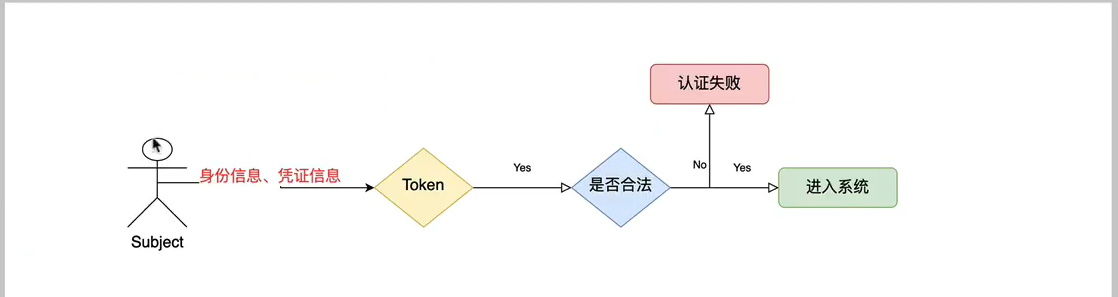 认证失败
身份信息、凭证信息
Token
Yes
是否合法
No
Yes
进入系统
Subject